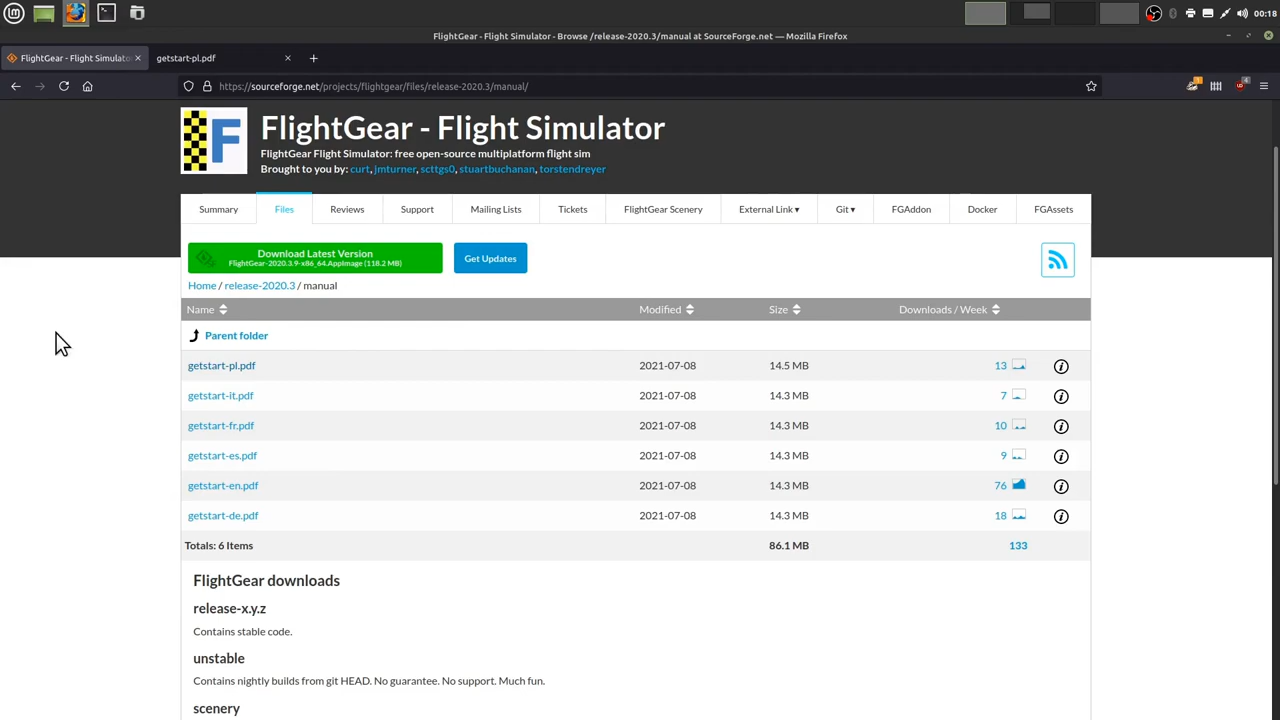 00:18
FlightGear - Flight Simulator - Browse /release-2020.3/manual at SourceForge.net — Mozilla Firefox
FlightGear - Flight Simulato
getstart-pl.pdf
https://sourceforge.net/projects/flightgear/files/release-2020.3/manual/
1
4
F
FlightGear - Flight Simulator
FlightGear Flight Simulator: free open-source multiplatform flight sim
Brought to you by: curt, jmturner, scttgs0, stuartbuchanan, torstendreyer
Summary Files Reviews Support Mailing Lists Tickets FlightGear Scenery External Link ▾ Git ▾ FGAddon Docker FGAssets
Download Latest Version
FlightGear-2020.3.9-x86_64.AppImage (118.2 MB)
Get Updates
Home / release-2020.3 / manual
Name Modified Size Downloads / Week
Parent folder
getstart-pl.pdf 2021-07-08 14.5 MB 13
getstart-it.pdf 2021-07-08 14.3 MB 7
getstart-fr.pdf 2021-07-08 14.3 MB 10
getstart-es.pdf 2021-07-08 14.3 MB 9
getstart-en.pdf 2021-07-08 14.3 MB 76
getstart-de.pdf 2021-07-08 14.3 MB 18
Totals: 6 Items 86.1 MB 133
FlightGear downloads
release-x.y.z
Contains stable code.
unstable
Contains nightly builds from git HEAD. No guarantee. No support. Much fun.
scenery